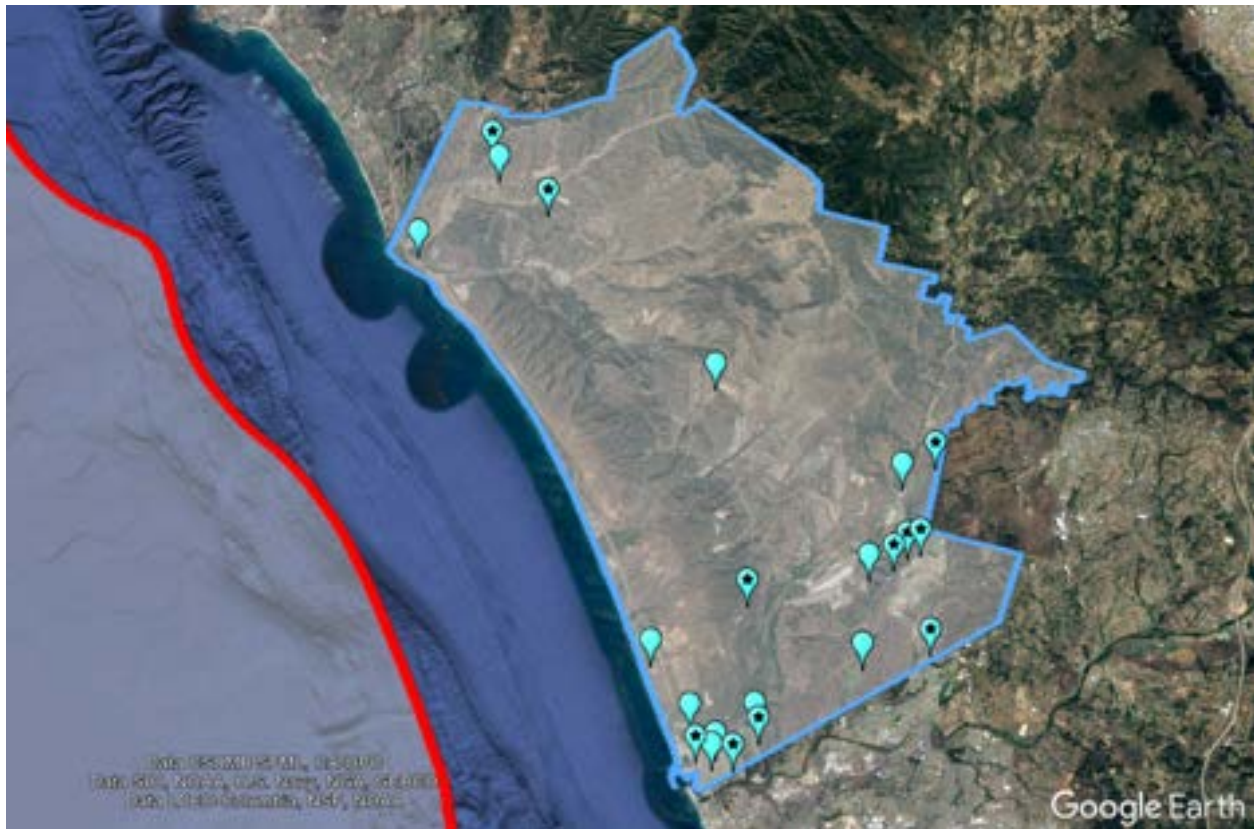 Data SIO, NOAA, U.S. Navy, NGA, GEBCO
Data LDEO-Columbia, NSF, NOAA
Google Earth